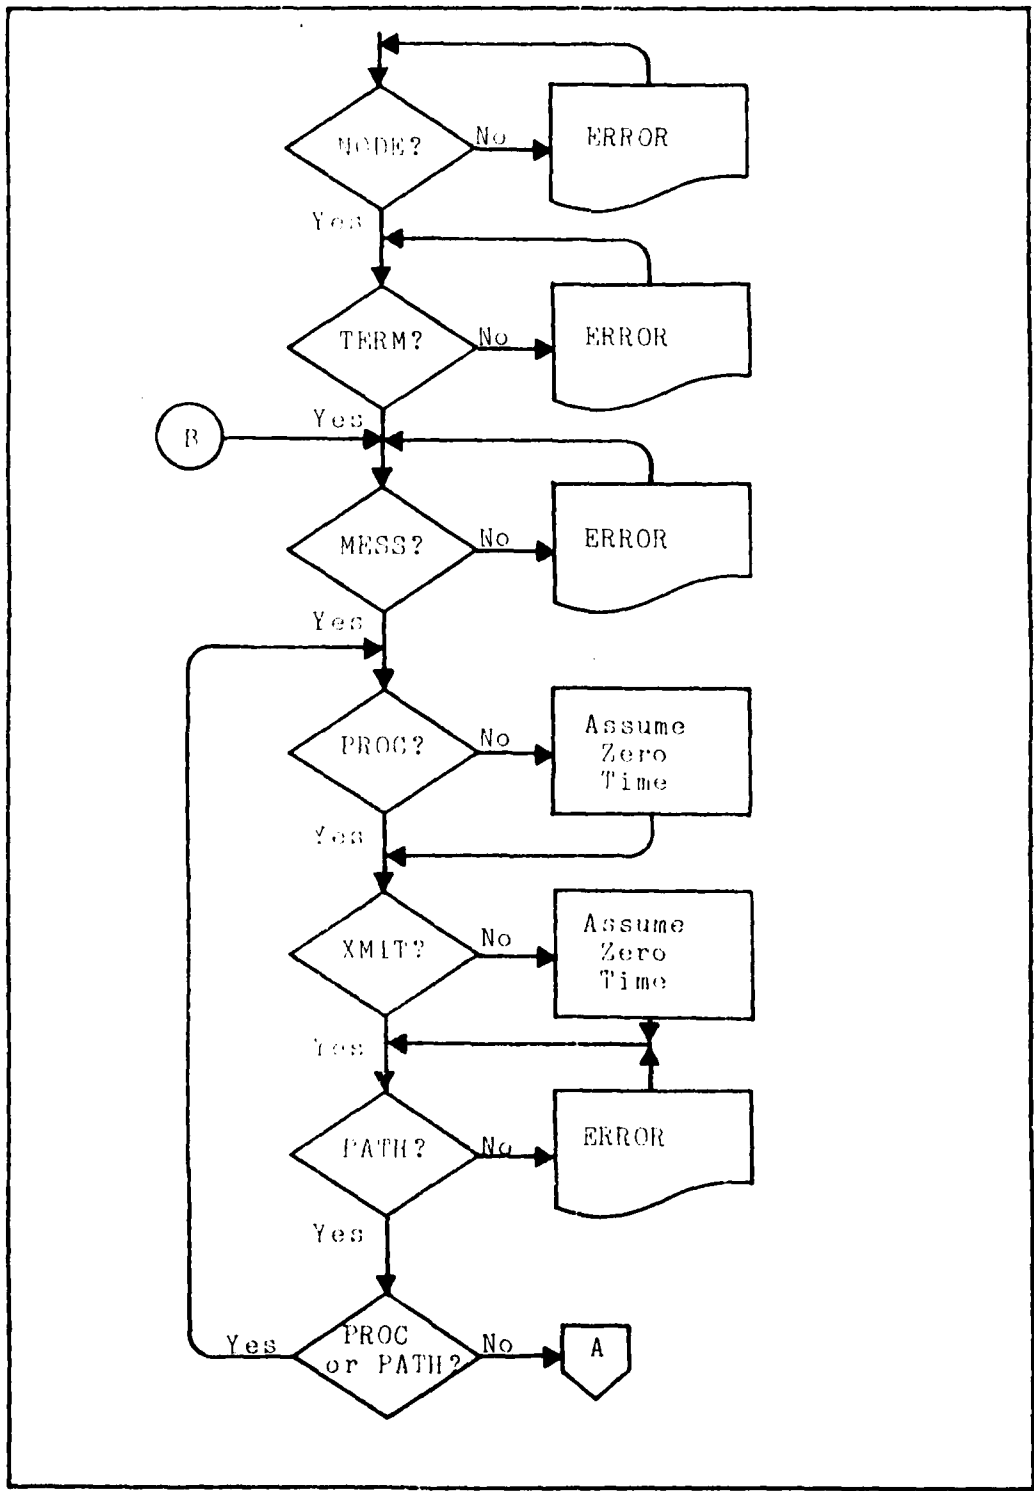 NODE?
No
ERROR
Yes
TERM?
No
ERROR
Yes
B
MESS?
No
ERROR
Yes
PROC?
No
Assume
Zero
Time
Yes
XMIT?
No
Assume
Zero
Time
Yes
PATH?
No
ERROR
Yes
Yes
PROC
or PATH?
No
A